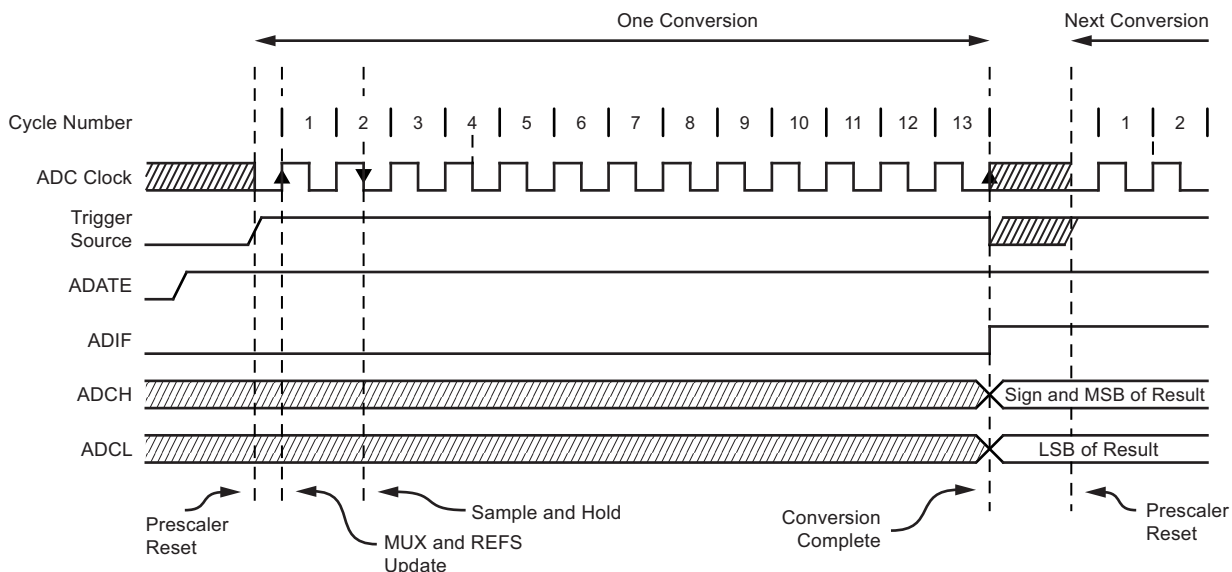 One Conversion
Next Conversion
Cycle Number
1 2 3 4 5 6 7 8 9 10 11 12 13
1 2
ADC Clock
Trigger
Source
ADATE
ADIF
ADCH
Sign and MSB of Result
ADCL
LSB of Result
Prescaler
Reset
MUX and REFS
Update
Sample and Hold
Conversion
Complete
Prescaler
Reset